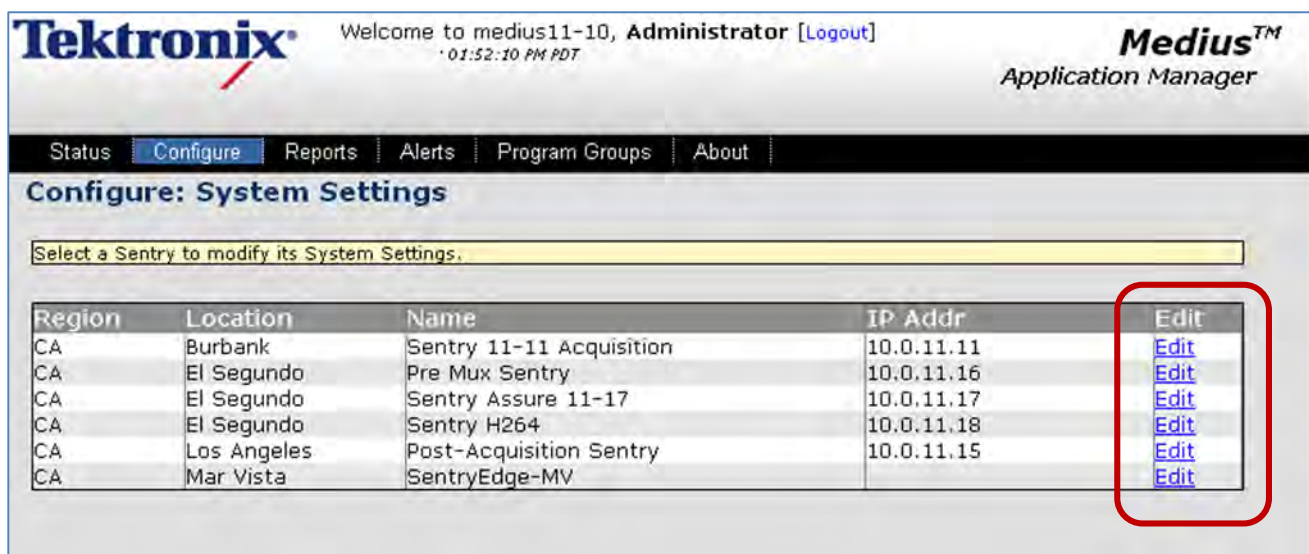 Tektronix
Welcome to medius11-10, Administrator [Logout]
01:52:10 PM PDT
Medius™
Application Manager
Status Configure Reports Alerts Program Groups About
Configure: System Settings
Select a Sentry to modify its System Settings.
Region Location Name IP Addr Edit
CA Burbank Sentry 11-11 Acquisition 10.0.11.11 Edit
CA El Segundo Pre Mux Sentry 10.0.11.16 Edit
CA El Segundo Sentry Assure 11-17 10.0.11.17 Edit
CA El Segundo Sentry H264 10.0.11.18 Edit
CA Los Angeles Post-Acquisition Sentry 10.0.11.15 Edit
CA Mar Vista SentryEdge-MV Edit